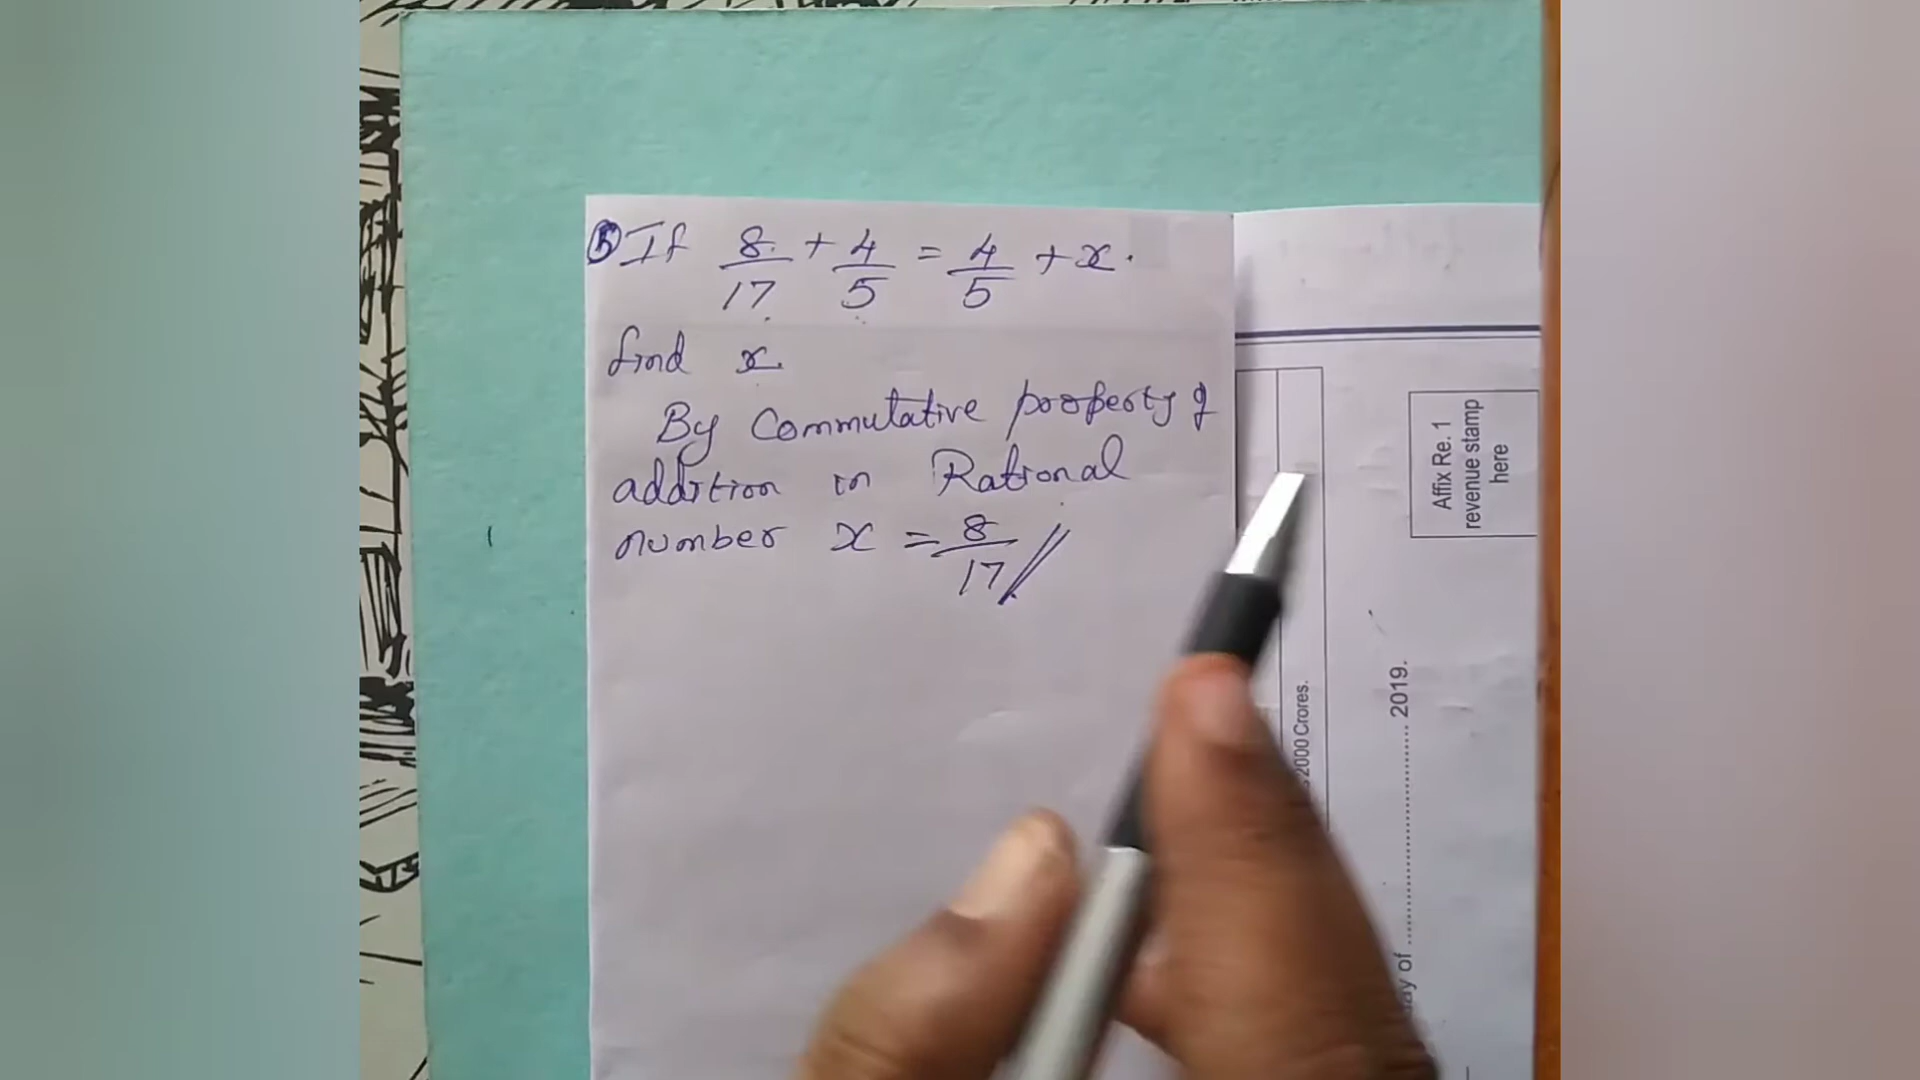 5 If 8/17 + 4/5 = 4/5 + x.
find x.
By Commutative property of
addition in Rational
number x = 8/17 //
Affix Re. 1
revenue stamp
here
2000 Crores.
ay of .......................... 2019.